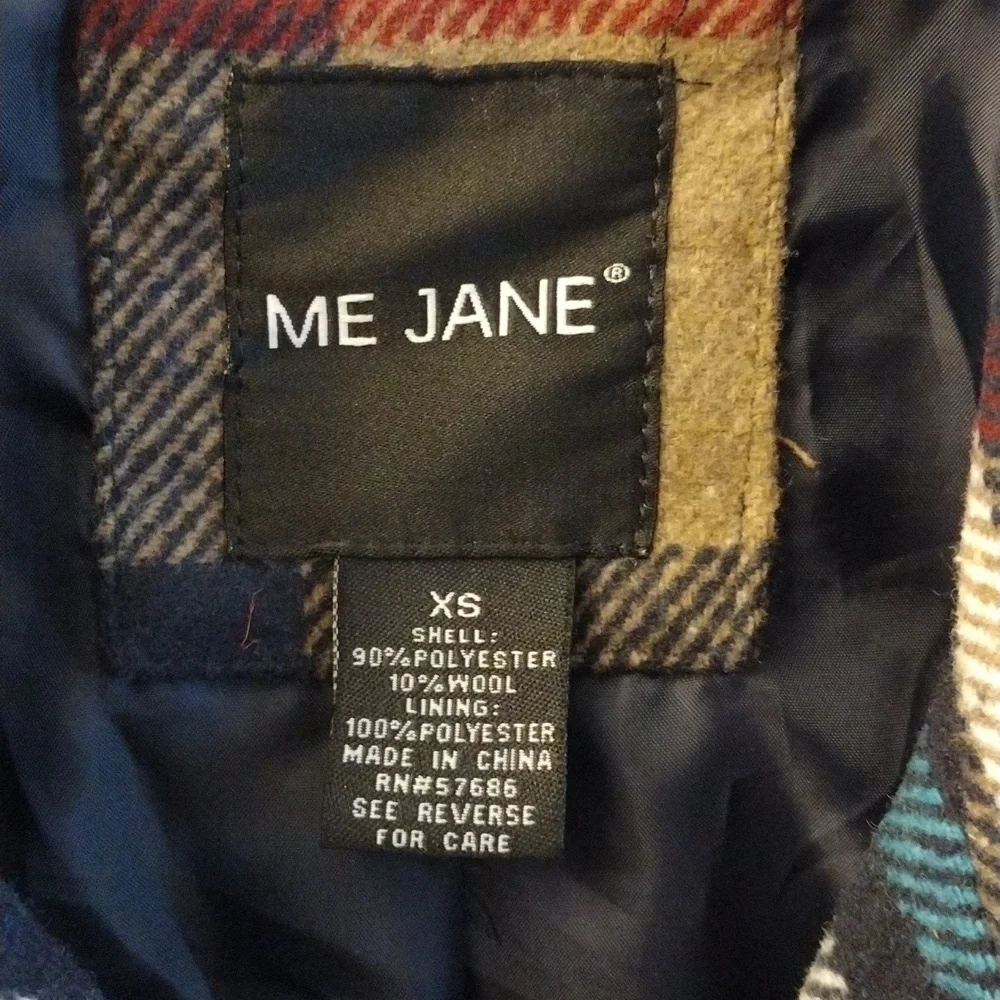 ME JANE®
XS
SHELL:
90%POLYESTER
10%WOOL
LINING:
100%POLYESTER
MADE IN CHINA
RN#57686
SEE REVERSE
FOR CARE